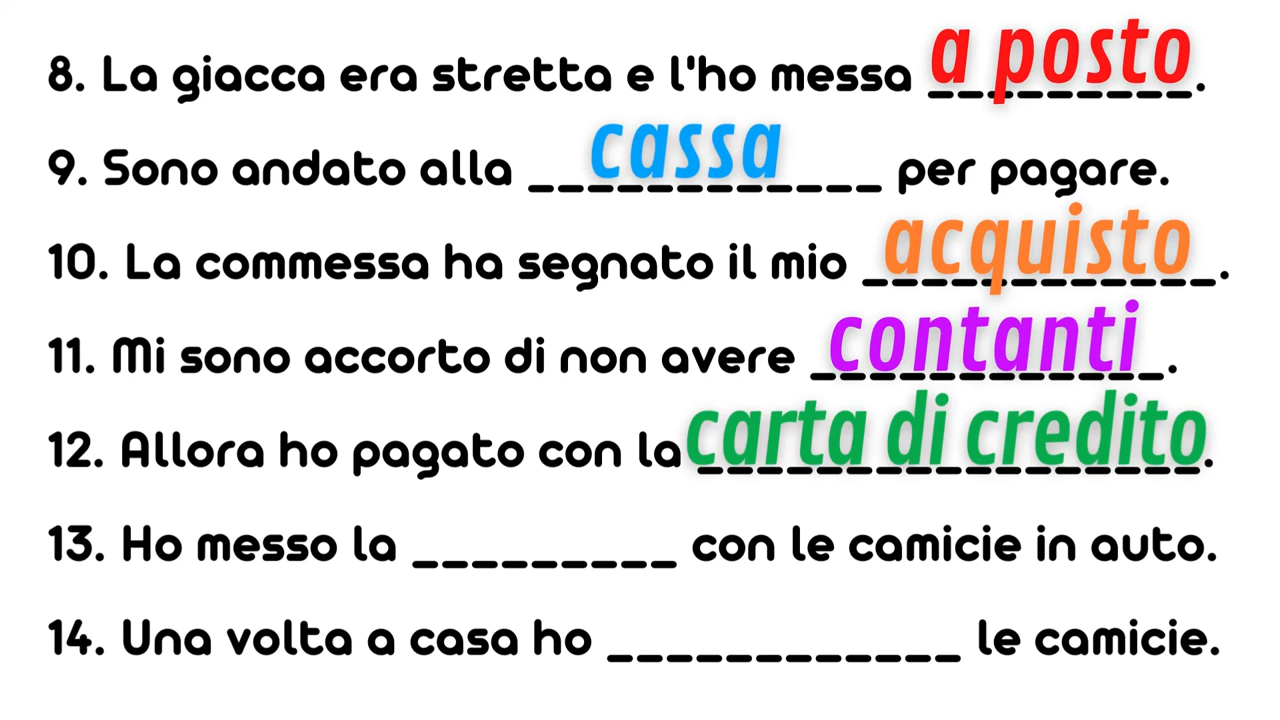 8. La giacca era stretta e l'ho messa a posto.
9. Sono andato alla cassa per pagare.
10. La commessa ha segnato il mio acquisto.
11. Mi sono accorto di non avere contanti.
12. Allora ho pagato con la carta di credito.
13. Ho messo la _________ con le camicie in auto.
14. Una volta a casa ho ____________ le camicie.